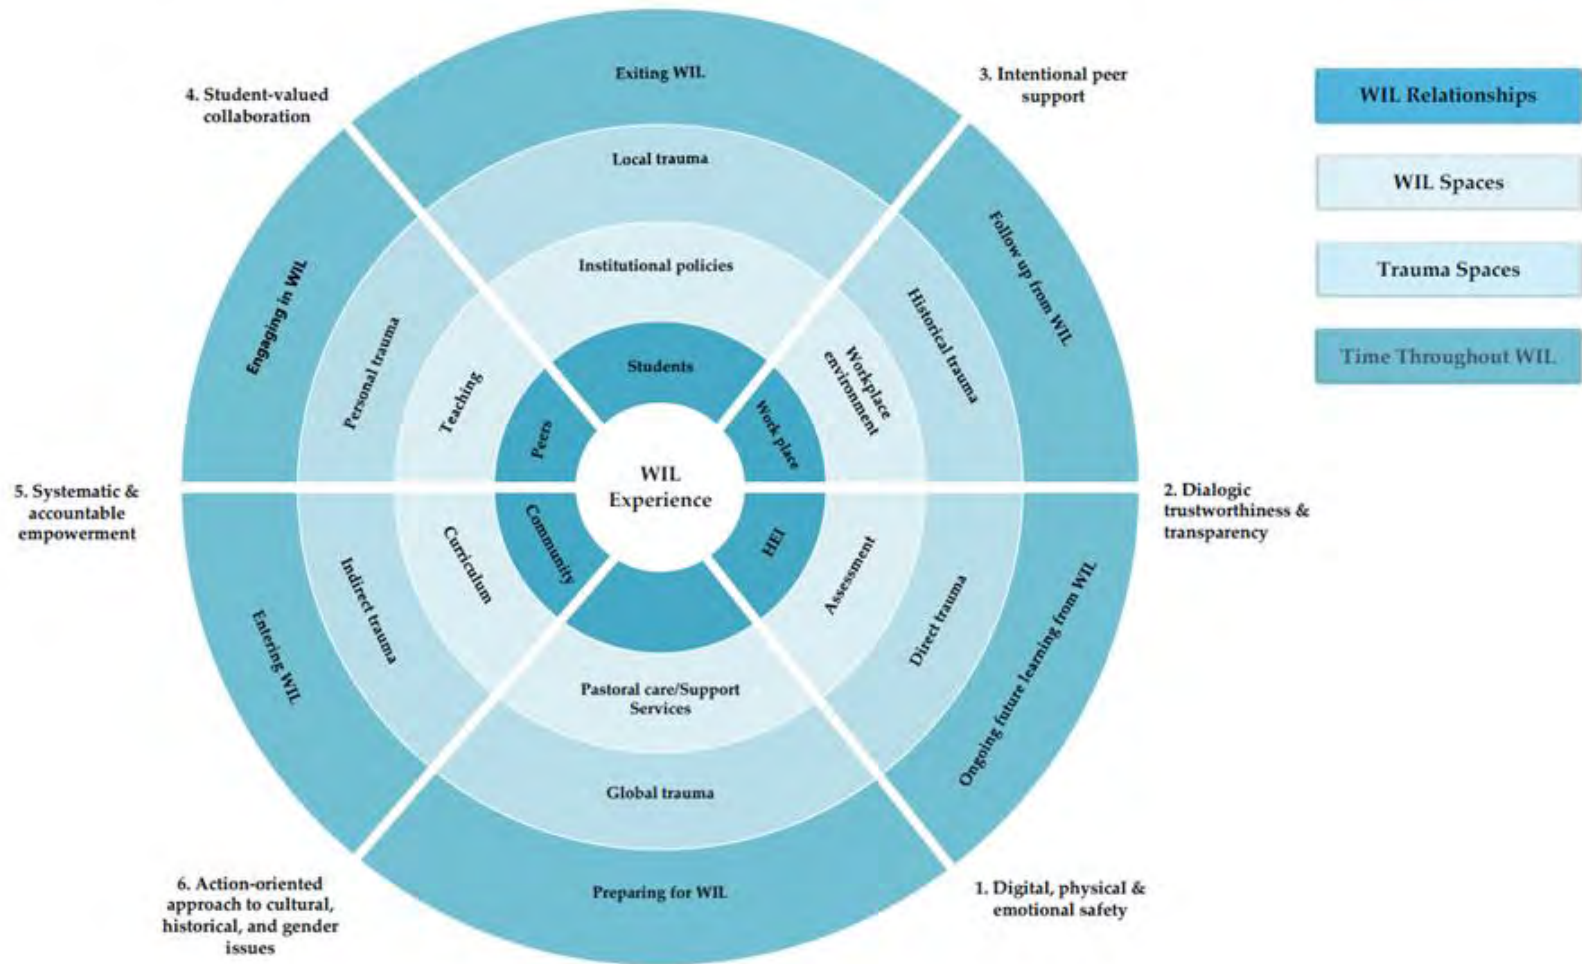 Exiting WIL
4. Student-valued
collaboration
3. Intentional peer
support
WIL Relationships
WIL Spaces
Trauma Spaces
Time Throughout WIL
Local trauma
Institutional policies
Students
Engaging in WIL
Personal trauma
Teaching
Peers
Work place
Workplace
environment
Historical trauma
Follow up from WIL
WIL
Experience
5. Systematic &
accountable
empowerment
2. Dialogic
trustworthiness &
transparency
Entering WIL
Indirect trauma
Curriculum
Community
HEI
Assessment
Direct trauma
Ongoing future learning from WIL
Pastoral care/Support
Services
Global trauma
Preparing for WIL
6. Action-oriented
approach to cultural,
historical, and gender
issues
1. Digital, physical &
emotional safety